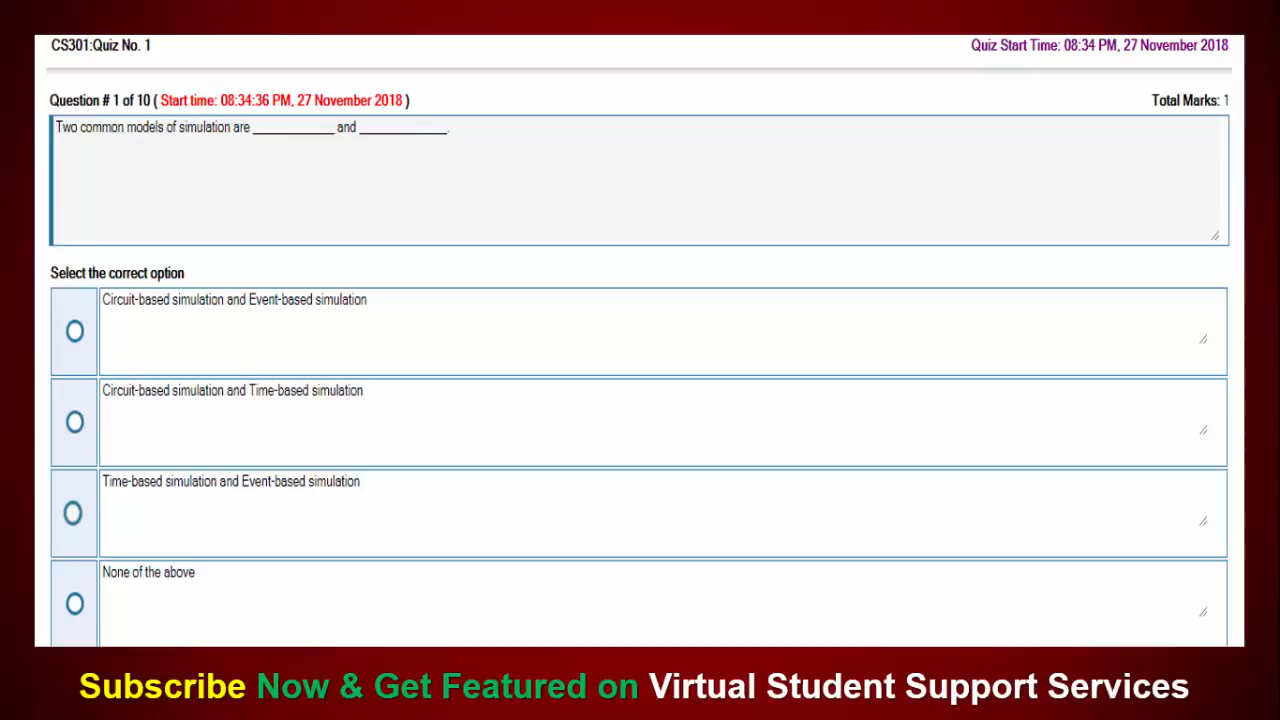 CS301:Quiz No. 1
Quiz Start Time: 08:34 PM, 27 November 2018
Question # 1 of 10 ( Start time: 08:34:36 PM, 27 November 2018 )
Total Marks: 1
Two common models of simulation are ____________ and _____________.
Select the correct option
Circuit-based simulation and Event-based simulation
Circuit-based simulation and Time-based simulation
Time-based simulation and Event-based simulation
None of the above
Subscribe Now & Get Featured on Virtual Student Support Services